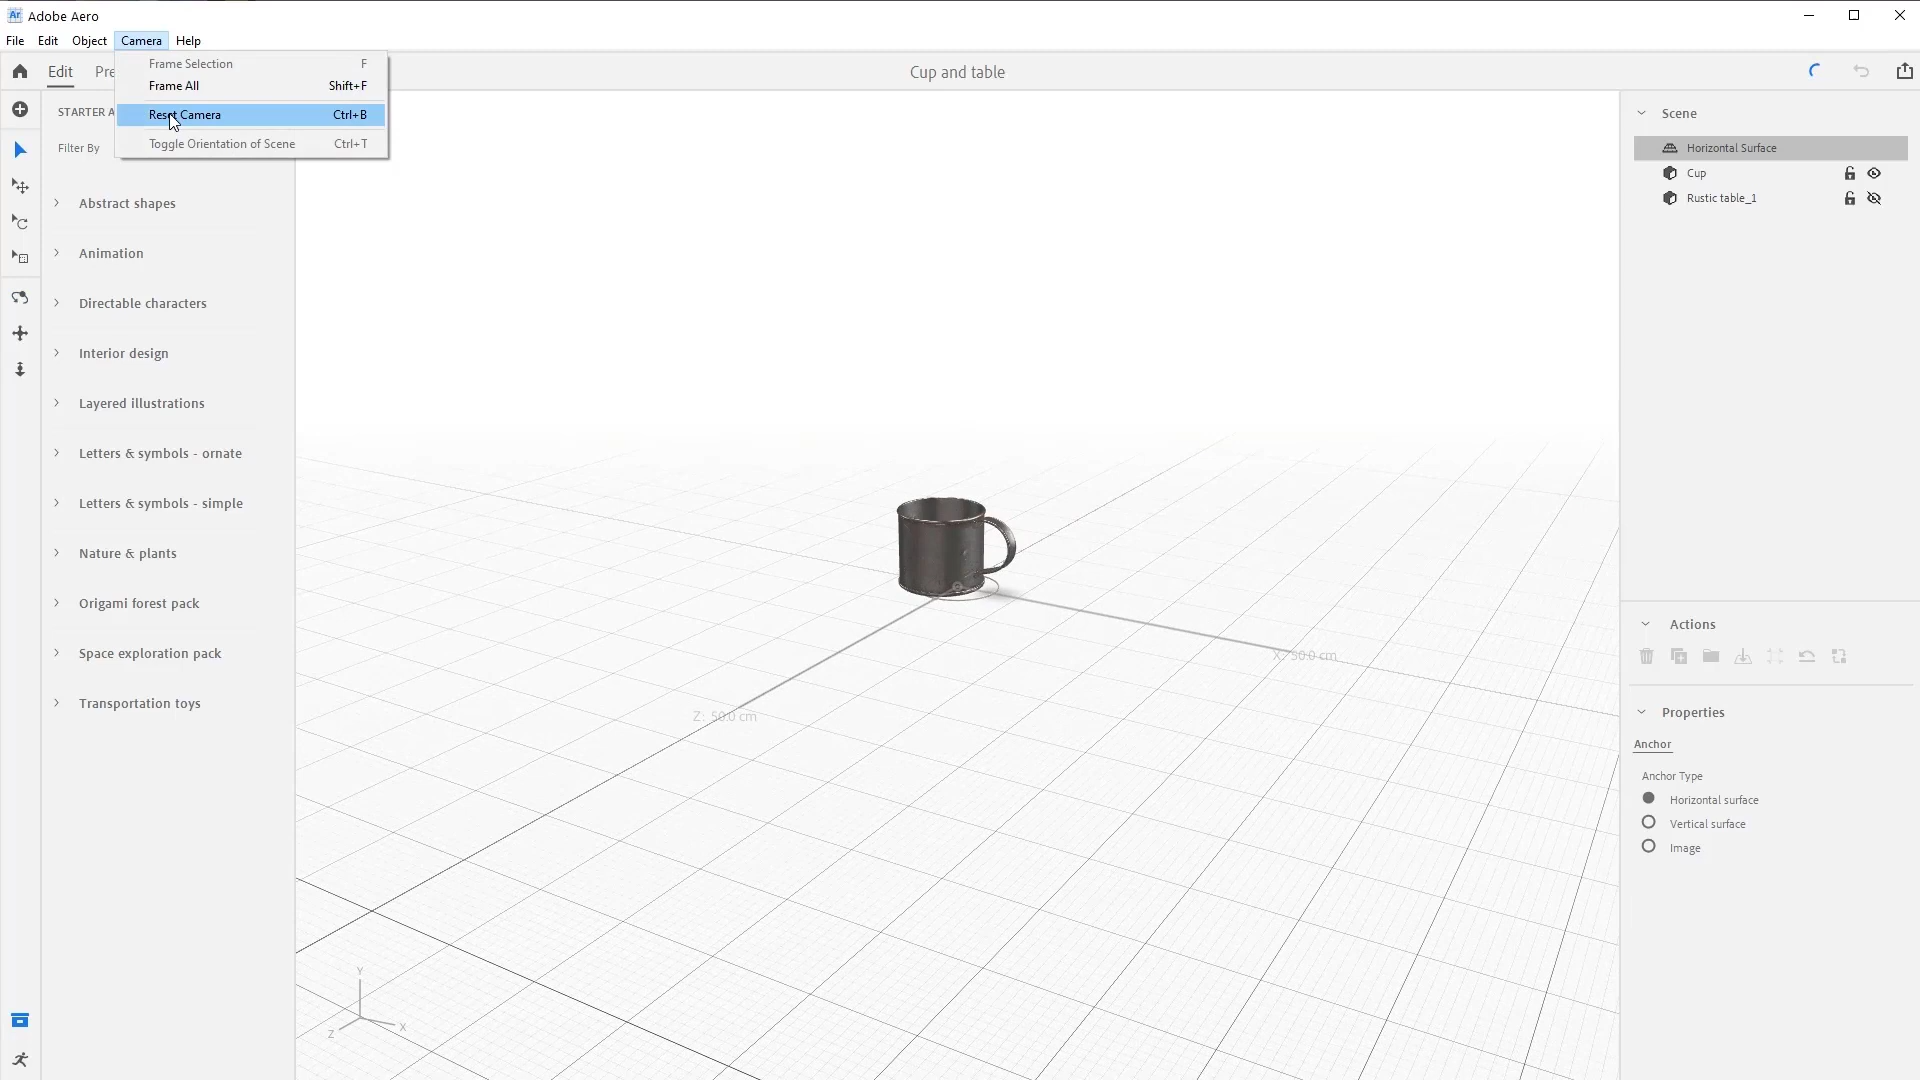 Ar Adobe Aero
File Edit Object Camera Help
Edit Pre
Cup and table
Frame Selection F
Frame All Shift+F
Reset Camera Ctrl+B
Toggle Orientation of Scene Ctrl+T
STARTER A
Filter By
Abstract shapes
Animation
Directable characters
Interior design
Layered illustrations
Letters & symbols - ornate
Letters & symbols - simple
Nature & plants
Origami forest pack
Space exploration pack
Transportation toys
X: 50.0 cm
Z: 50.0 cm
Y
Z
X
Scene
Horizontal Surface
Cup
Rustic table_1
Actions
Properties
Anchor
Anchor Type
Horizontal surface
Vertical surface
Image